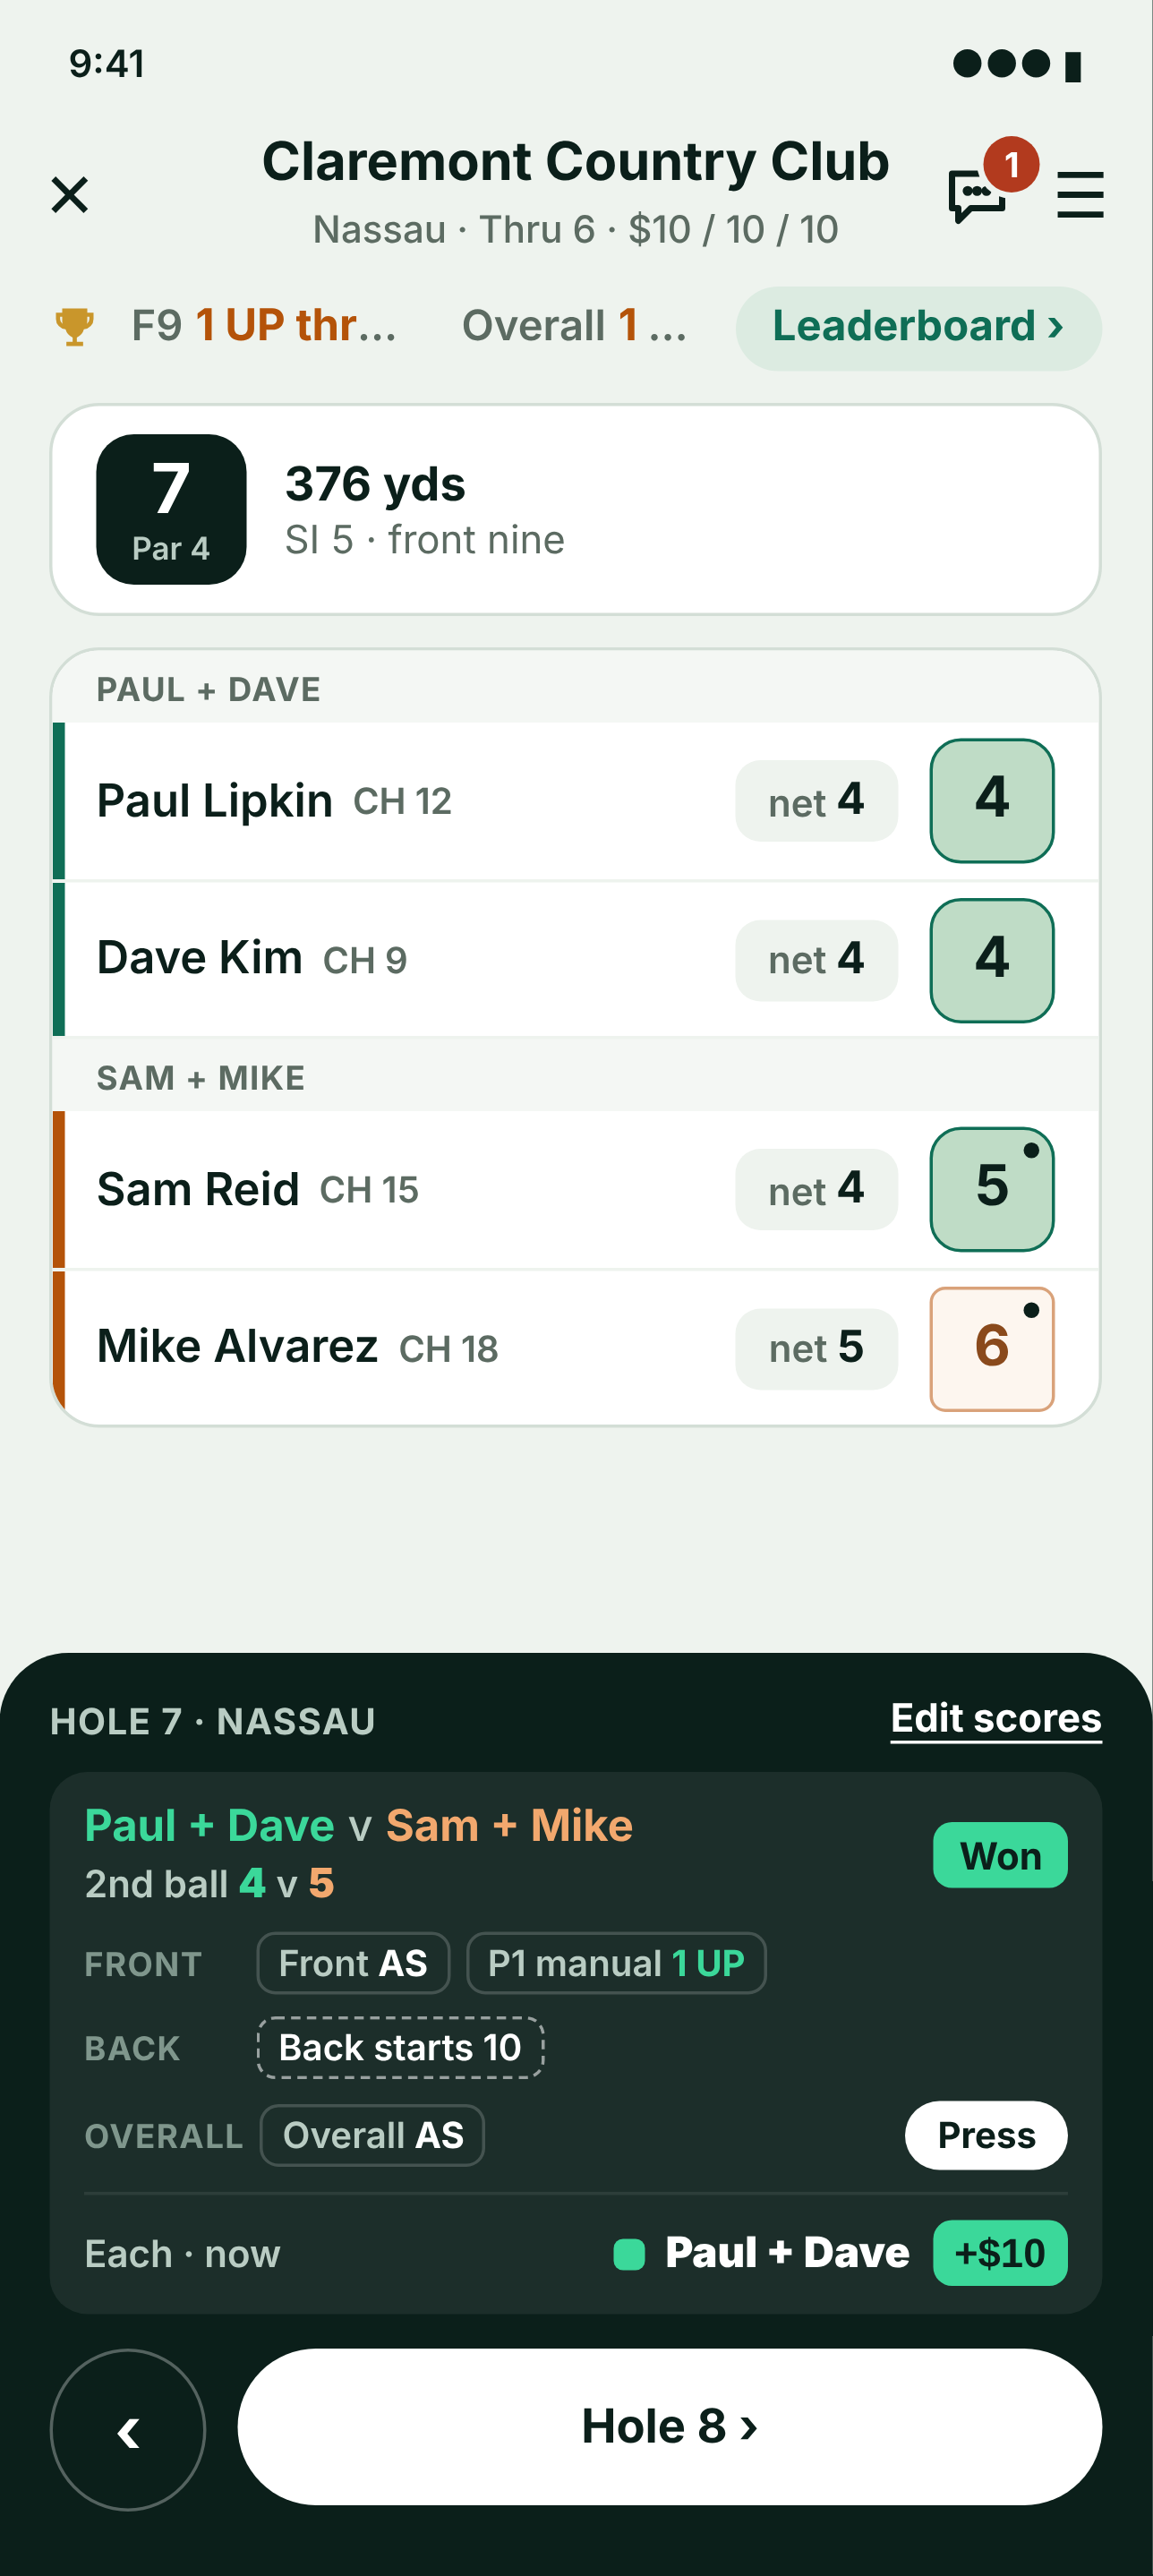 9:41
Claremont Country Club
1
Nassau · Thru 6 · $10 / 10 / 10
F9 1 UP thr... Overall 1 ... Leaderboard ›
7
Par 4
376 yds
SI 5 · front nine
PAUL + DAVE
Paul Lipkin CH 12 net 4 4
Dave Kim CH 9 net 4 4
SAM + MIKE
Sam Reid CH 15 net 4 5
Mike Alvarez CH 18 net 5 6
HOLE 7 · NASSAU Edit scores
Paul + Dave v Sam + Mike
2nd ball 4 v 5
Won
FRONT Front AS P1 manual 1 UP
BACK Back starts 10
OVERALL Overall AS Press
Each · now Paul + Dave +$10
‹ Hole 8 ›